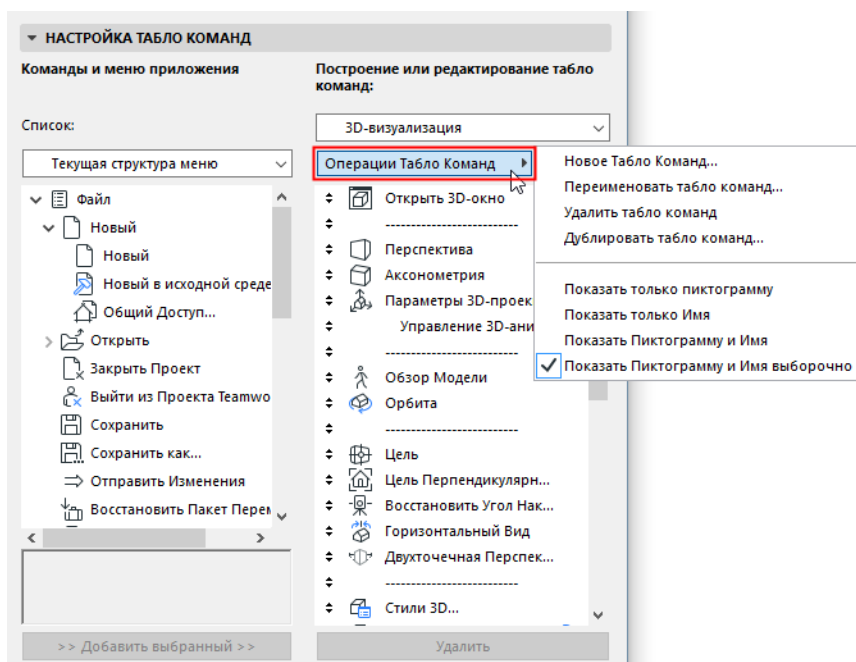 НАСТРОЙКА ТАБЛО КОМАНД
Команды и меню приложения
Список:
Текущая структура меню
Файл
Новый
Новый
Новый в исходной среде
Общий Доступ...
Открыть
Закрыть Проект
Выйти из Проекта Teamwo
Сохранить
Сохранить как...
Отправить Изменения
Восстановить Пакет Перем
>> Добавить выбранный >>
Построение или редактирование табло
команд:
3D-визуализация
Операции Табло Команд
Открыть 3D-окно
--------------------------
Перспектива
Аксонометрия
Параметры 3D-проек
Управление 3D-ани
--------------------------
Обзор Модели
Орбита
--------------------------
Цель
Цель Перпендикулярн...
Восстановить Угол Нак...
Горизонтальный Вид
Двухточечная Перспек...
--------------------------
Стили 3D...
Удалить
Новое Табло Команд...
Переименовать табло команд...
Удалить табло команд
Дублировать табло команд...
Показать только пиктограмму
Показать только Имя
Показать Пиктограмму и Имя
Показать Пиктограмму и Имя выборочно